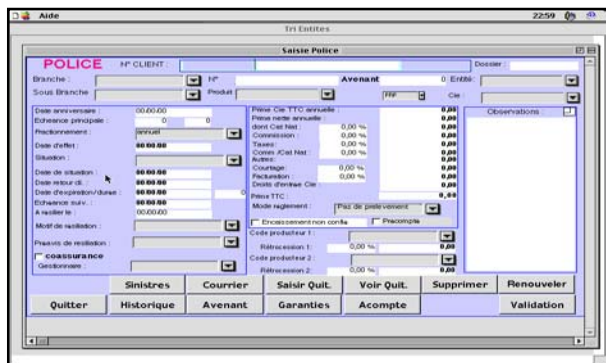 Aide 22:59
Tri Entites
Saisie Police
POLICE N° CLIENT : Dossier :
Branche : N° Avenant 0 Entité :
Sous Branche Produit FRF Cie :
Date anniversaire : 00.00.00
Echeance principale : 0 0
Fractionnement : annuel
Date d'effet : 00.00.00
Situation :
Date de situation : 00.00.00
Date retour cli. : 00.00.00
Date d'expiration/duree : 00.00.00 0
Echeance suiv. : 00.00.00
A resilier le : 00.00.00
Motif de resiliation :
Preavis de resiliation :
coassurance
Gestionnaire :
Prime Cie TTC annuelle : 0,00
Prime nette annuelle : 0,00
dont Cat Nat : 0,00 % 0,00
Commission : 0,00 % 0,00
Taxes : 0,00 % 0,00
Comm /Cat Nat : 0,00 % 0,00
Autres : 0,00
Courtage : 0,00 % 0,00
Facturation : 0,00 % 0,00
Droits d'entree Cie : 0,00
Prime TTC : 0,00
Mode reglement : Pas de prelevement
Encaissement non confie Precompte
Code producteur 1 :
Rétrocession 1 : 0,00 % 0,00
Code producteur 2 :
Rétrocession 2 : 0,00 % 0,00
Observations :
Sinistres Courrier Saisir Quit. Voir Quit. Supprimer Renouveler
Quitter Historique Avenant Garanties Acompte Validation